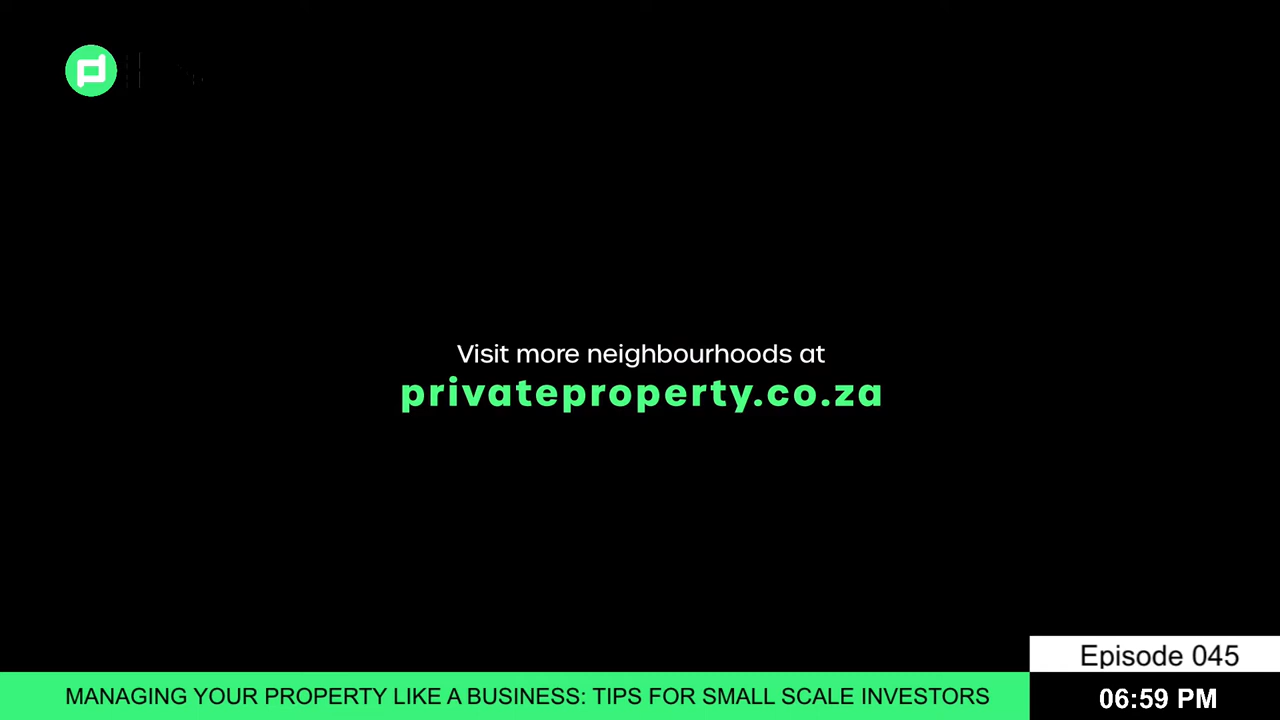 Visit more neighbourhoods at
privateproperty.co.za
Episode 045
MANAGING YOUR PROPERTY LIKE A BUSINESS: TIPS FOR SMALL SCALE INVESTORS
06:59 PM